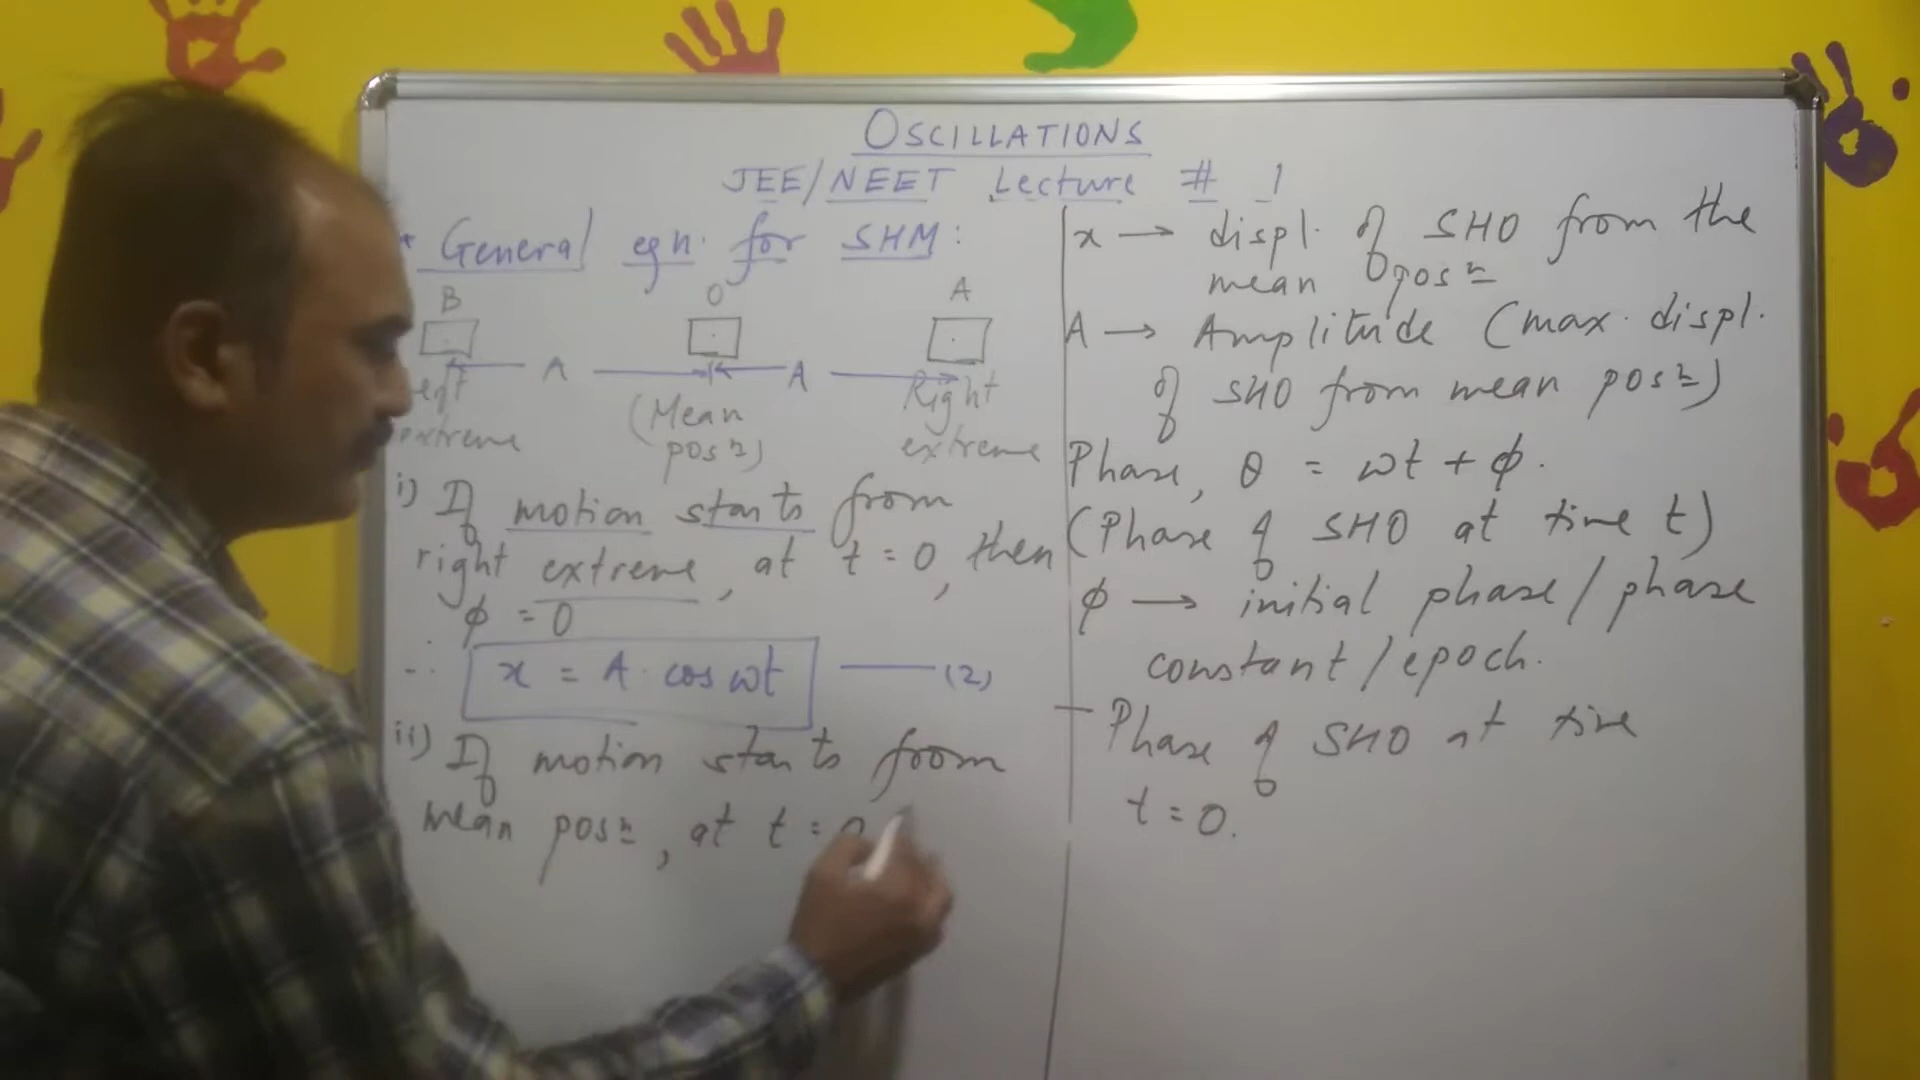 OSCILLATIONS
JEE/NEET Lecture # 1
* General eqn. for SHM:
B O A
A A
Left extreme
(Mean posn)
Right extreme
i) If motion starts from
right extreme, at t = 0, then
ϕ = 0
∴ x = A. cos ωt —— (2)
ii) If motion starts from
mean posn, at t = 0
x → displ. of SHO from the
mean posn
A → Amplitude (max. displ.
of SHO from mean posn)
Phase, θ = ωt + ϕ.
(Phase of SHO at time t)
ϕ → initial phase/phase
constant/epoch.
Phase of SHO at time
t = 0.